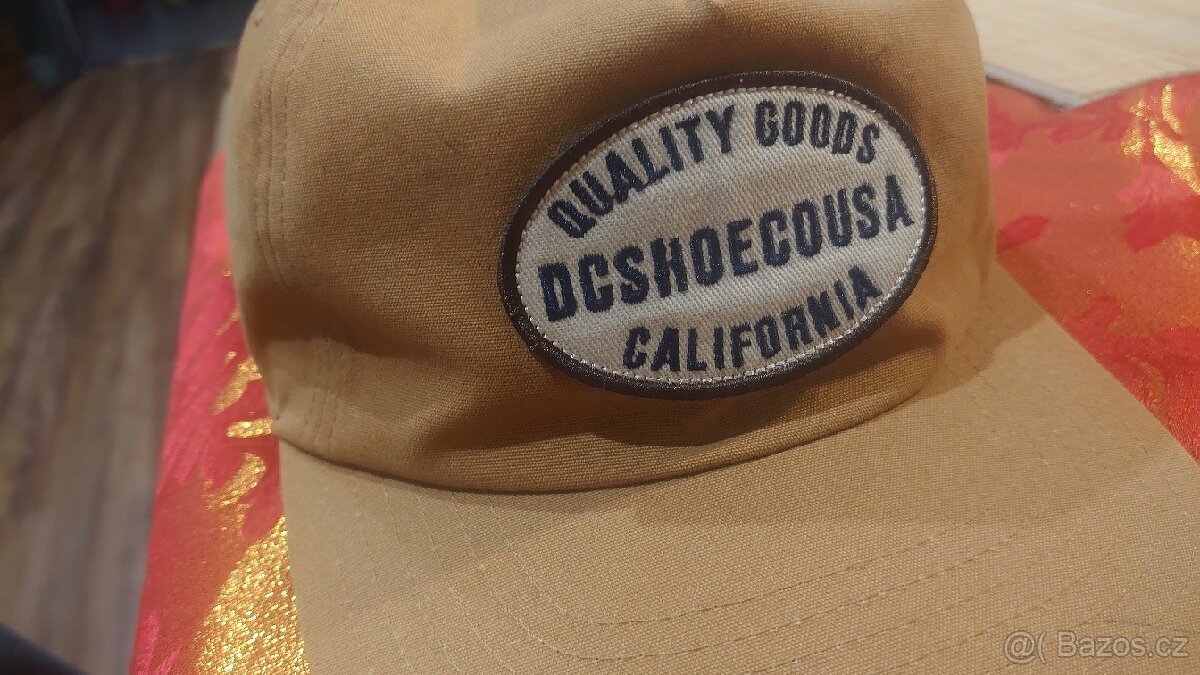 QUALITY GOODS
DCSHOECOUSA
CALIFORNIA
@( Bazos.cz